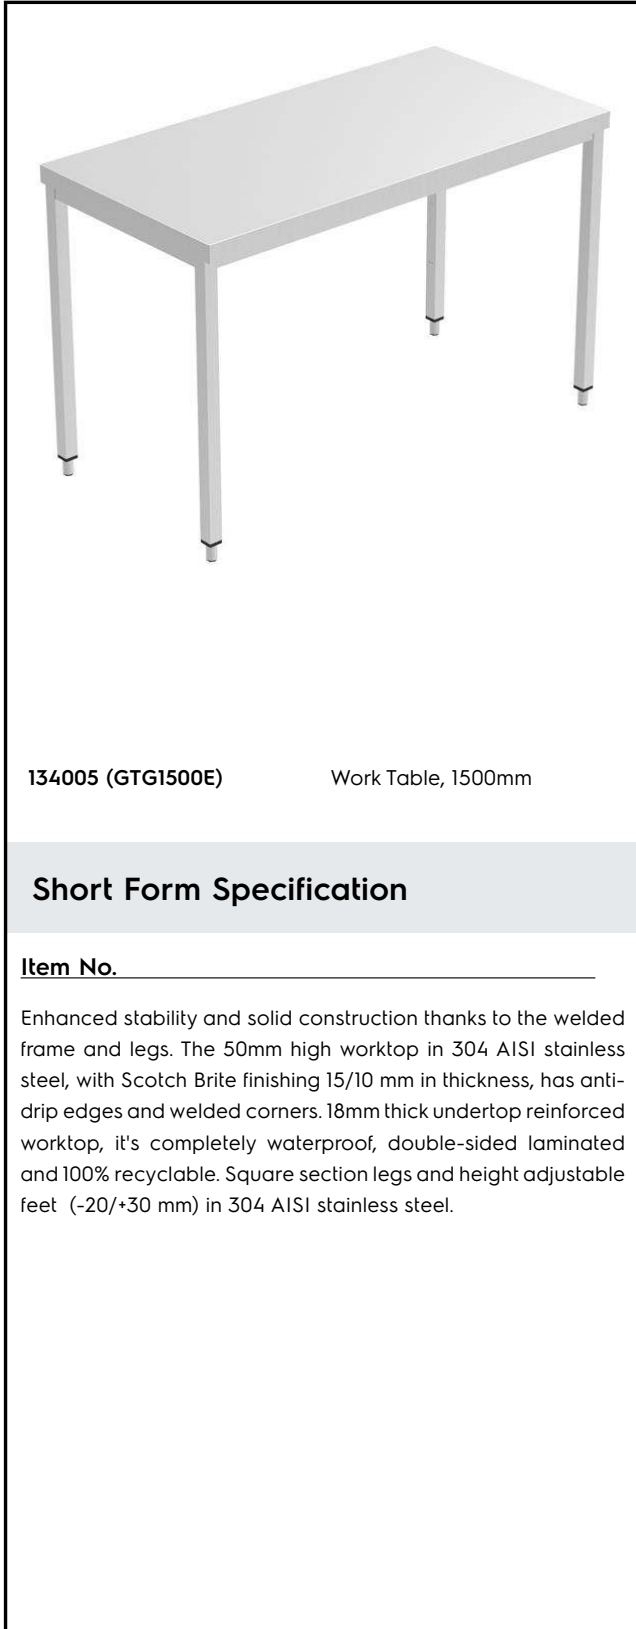 134005 (GTG1500E) Work Table, 1500mm
Short Form Specification
Item No.
Enhanced stability and solid construction thanks to the welded
frame and legs. The 50mm high worktop in 304 AISI stainless
steel, with Scotch Brite finishing 15/10 mm in thickness, has anti-
drip edges and welded corners. 18mm thick undertop reinforced
worktop, it's completely waterproof, double-sided laminated
and 100% recyclable. Square section legs and height adjustable
feet (-20/+30 mm) in 304 AISI stainless steel.